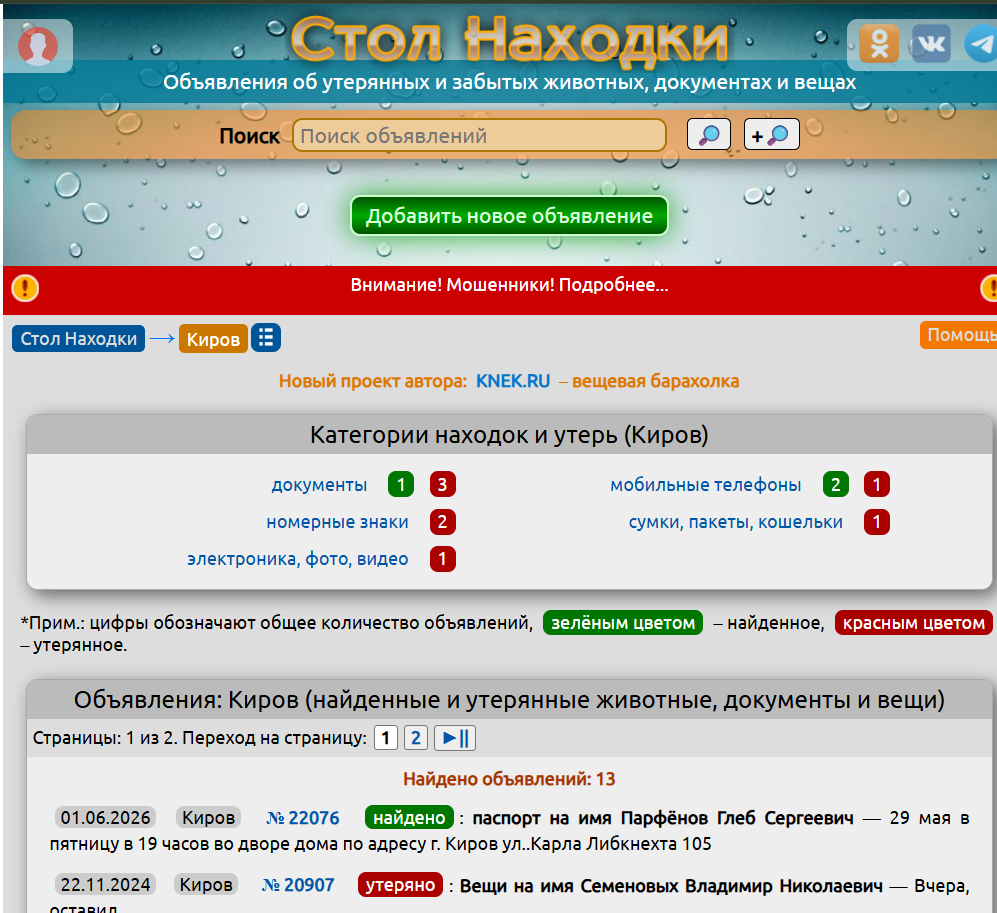 Стол Находки
Объявления об утерянных и забытых животных, документах и вещах
Поиск Поиск объявлений +
Добавить новое объявление
Внимание! Мошенники! Подробнее...
Стол Находки → Киров Помощь
Новый проект автора: KNEK.RU – вещевая барахолка
Категории находок и утерь (Киров)
документы 1 3 мобильные телефоны 2 1
номерные знаки 2 сумки, пакеты, кошельки 1
электроника, фото, видео 1
*Прим.: цифры обозначают общее количество объявлений, зелёным цветом – найденное, красным цветом
– утерянное.
Объявления: Киров (найденные и утерянные животные, документы и вещи)
Страницы: 1 из 2. Переход на страницу: 1 2
Найдено объявлений: 13
01.06.2026 Киров № 22076 найдено : паспорт на имя Парфёнов Глеб Сергеевич — 29 мая в
пятницу в 19 часов во дворе дома по адресу г. Киров ул..Карла Либкнехта 105
22.11.2024 Киров № 20907 утеряно : Вещи на имя Семеновых Владимир Николаевич — Вчера,
оставил